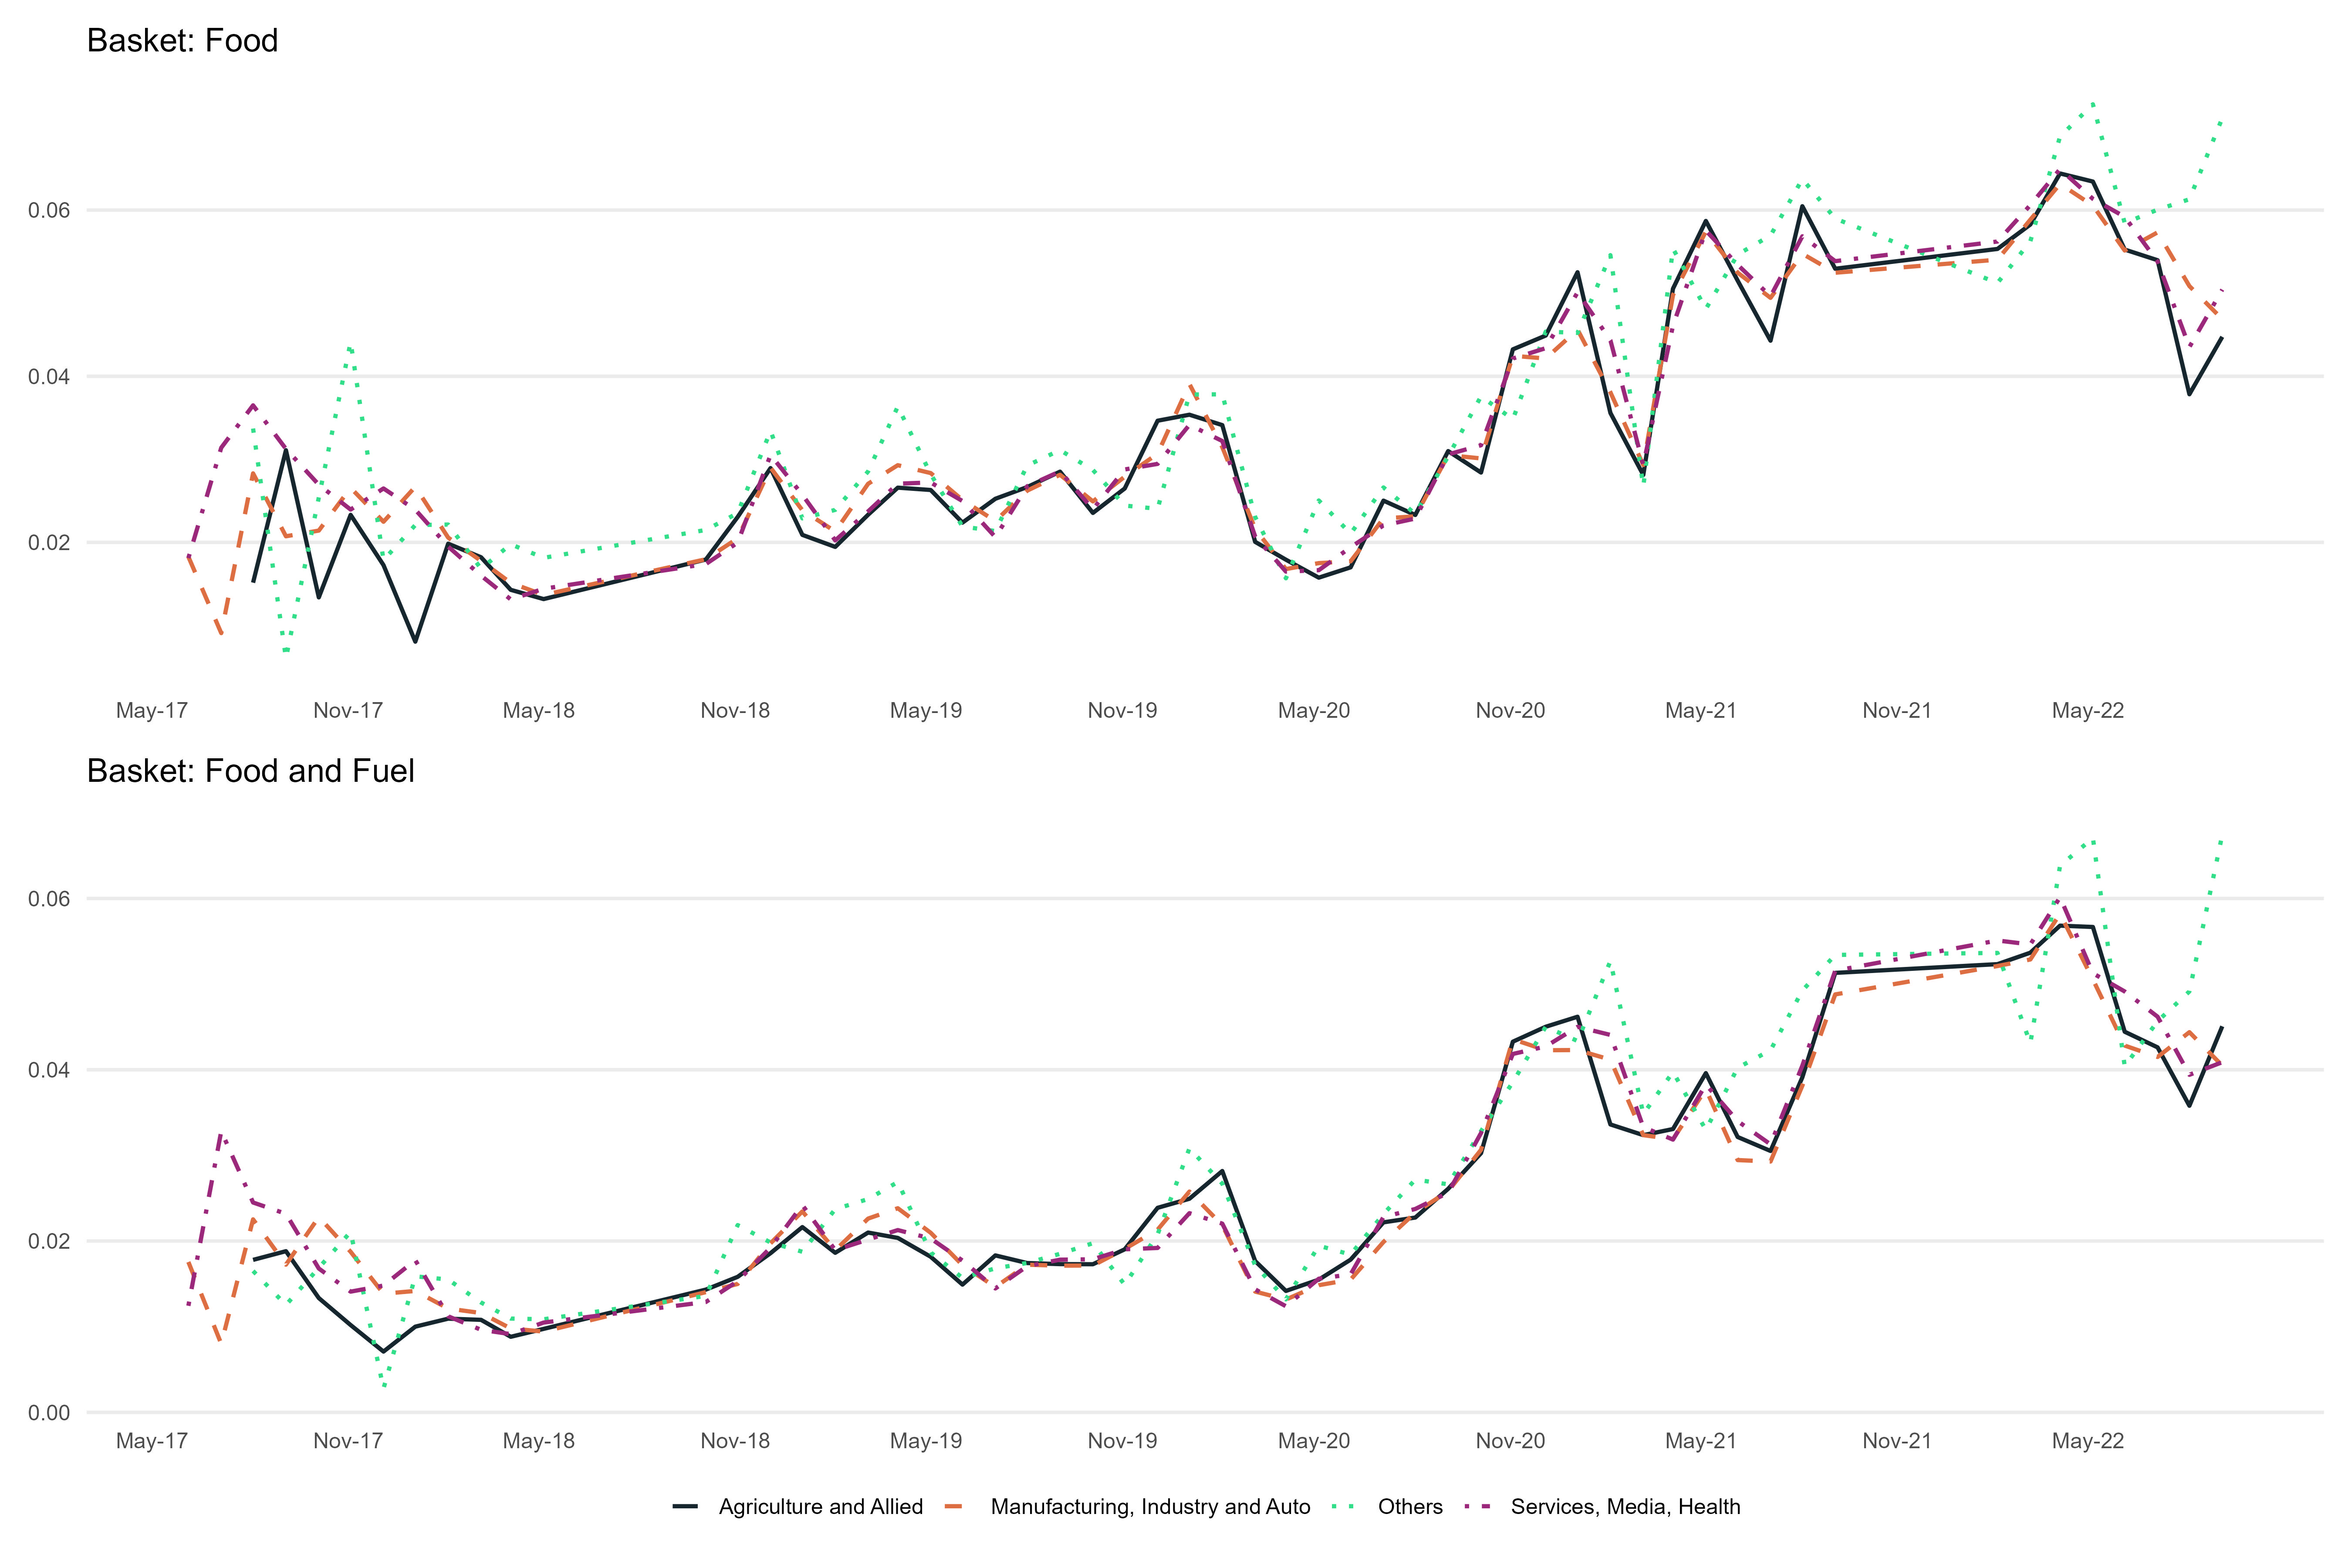 Basket: Food
0.06
0.04
0.02
May-17 Nov-17 May-18 Nov-18 May-19 Nov-19 May-20 Nov-20 May-21 Nov-21 May-22
Basket: Food and Fuel
0.06
0.04
0.02
0.00
May-17 Nov-17 May-18 Nov-18 May-19 Nov-19 May-20 Nov-20 May-21 Nov-21 May-22
Agriculture and Allied Manufacturing, Industry and Auto Others Services, Media, Health